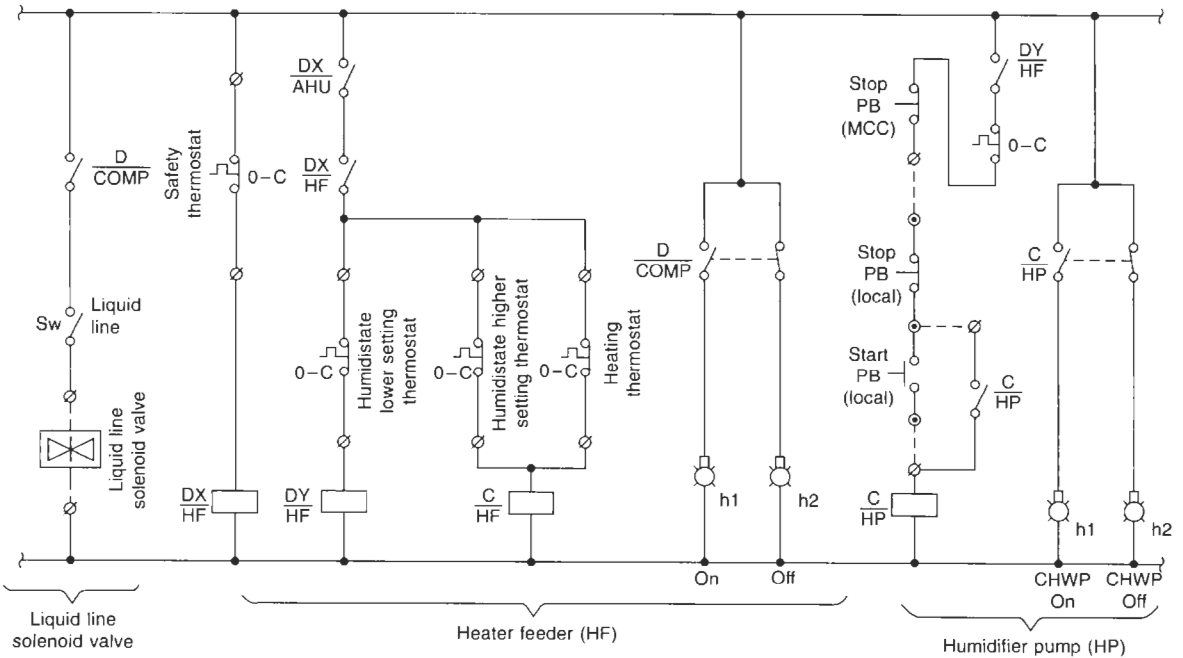 D
COMP
Sw
Liquid
line
Liquid line
solenoid valve
Liquid line
solenoid valve
Safety
thermostat
0–C
DX
HF
DX
AHU
DX
HF
0–C
Humidistate
lower setting
thermostat
DY
HF
0–C
Humidistate higher
setting thermostat
0–C
Heating
thermostat
C
HF
D
COMP
h1
h2
On
Off
Heater feeder (HF)
Stop
PB
(MCC)
DY
HF
0–C
Stop
PB
(local)
Start
PB
(local)
C
HP
C
HP
C
HP
h1
h2
CHWP
On
CHWP
Off
Humidifier pump (HP)